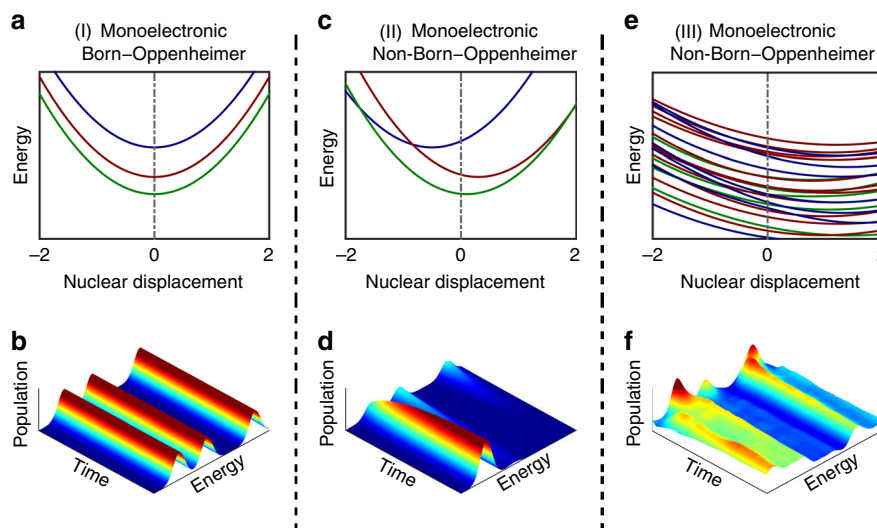 a
(I) Monoelectronic
Born–Oppenheimer
Energy
–2
0
2
Nuclear displacement
b
Population
Time
Energy
c
(II) Monoelectronic
Non-Born–Oppenheimer
Energy
–2
0
2
Nuclear displacement
d
Population
Time
Energy
e
(III) Monoelectronic
Non-Born–Oppenheimer
Energy
–2
0
2
Nuclear displacement
f
Population
Time
Energy